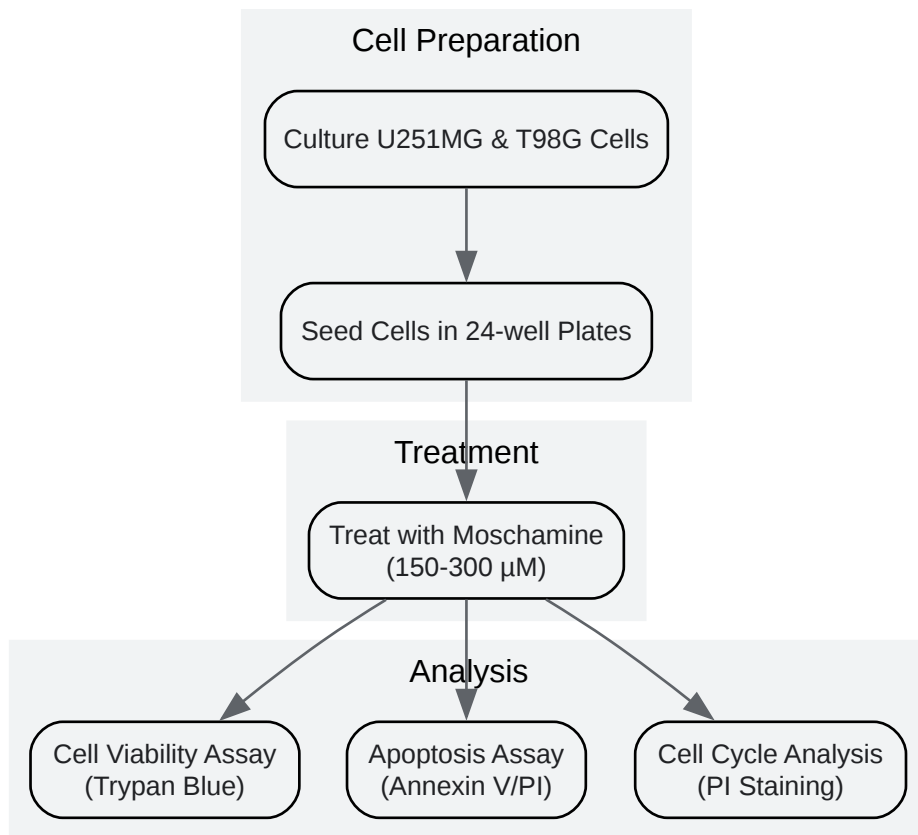 Cell Preparation
Culture U251MG & T98G Cells
Seed Cells in 24-well Plates
Treatment
Treat with Moschamine
(150-300 µM)
Analysis
Cell Viability Assay
(Trypan Blue)
Apoptosis Assay
(Annexin V/PI)
Cell Cycle Analysis
(PI Staining)